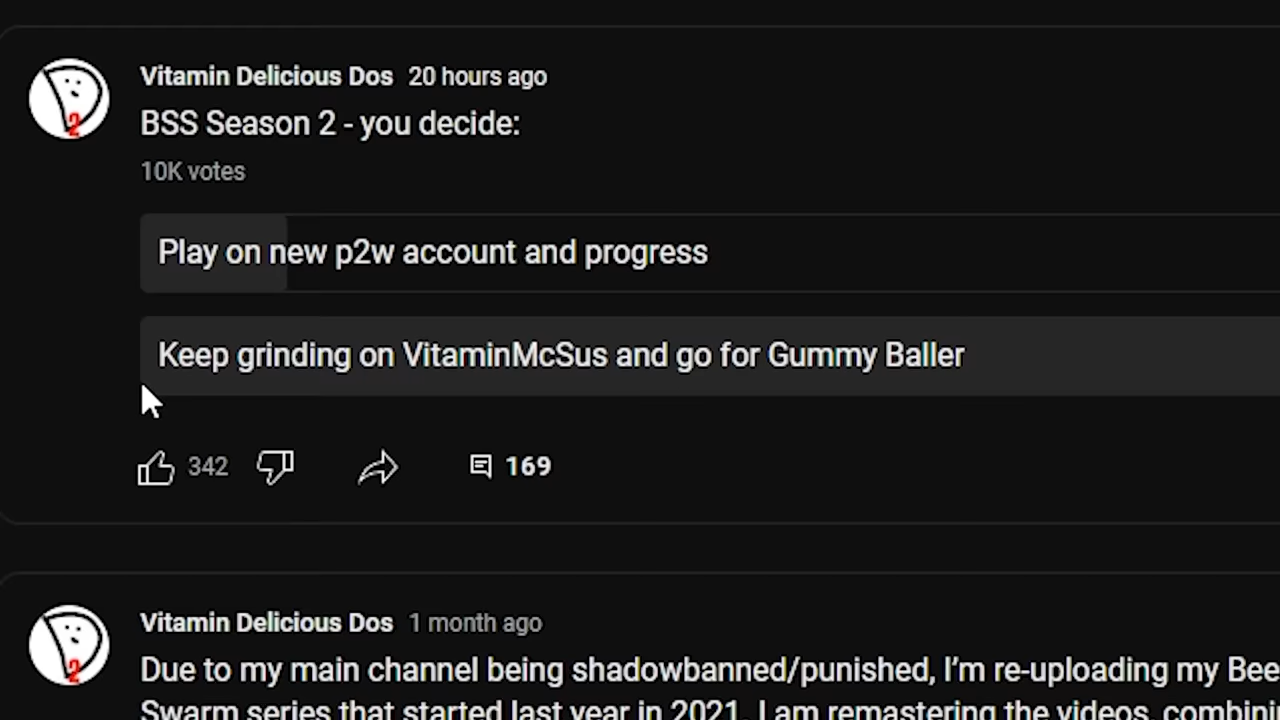 Vitamin Delicious Dos 20 hours ago
BSS Season 2 - you decide:
10K votes
Play on new p2w account and progress
Keep grinding on VitaminMcSus and go for Gummy Baller
342 169
Vitamin Delicious Dos 1 month ago
Due to my main channel being shadowbanned/punished, I'm re-uploading my Bee
Swarm series that started last year in 2021. I am remastering the videos, combini